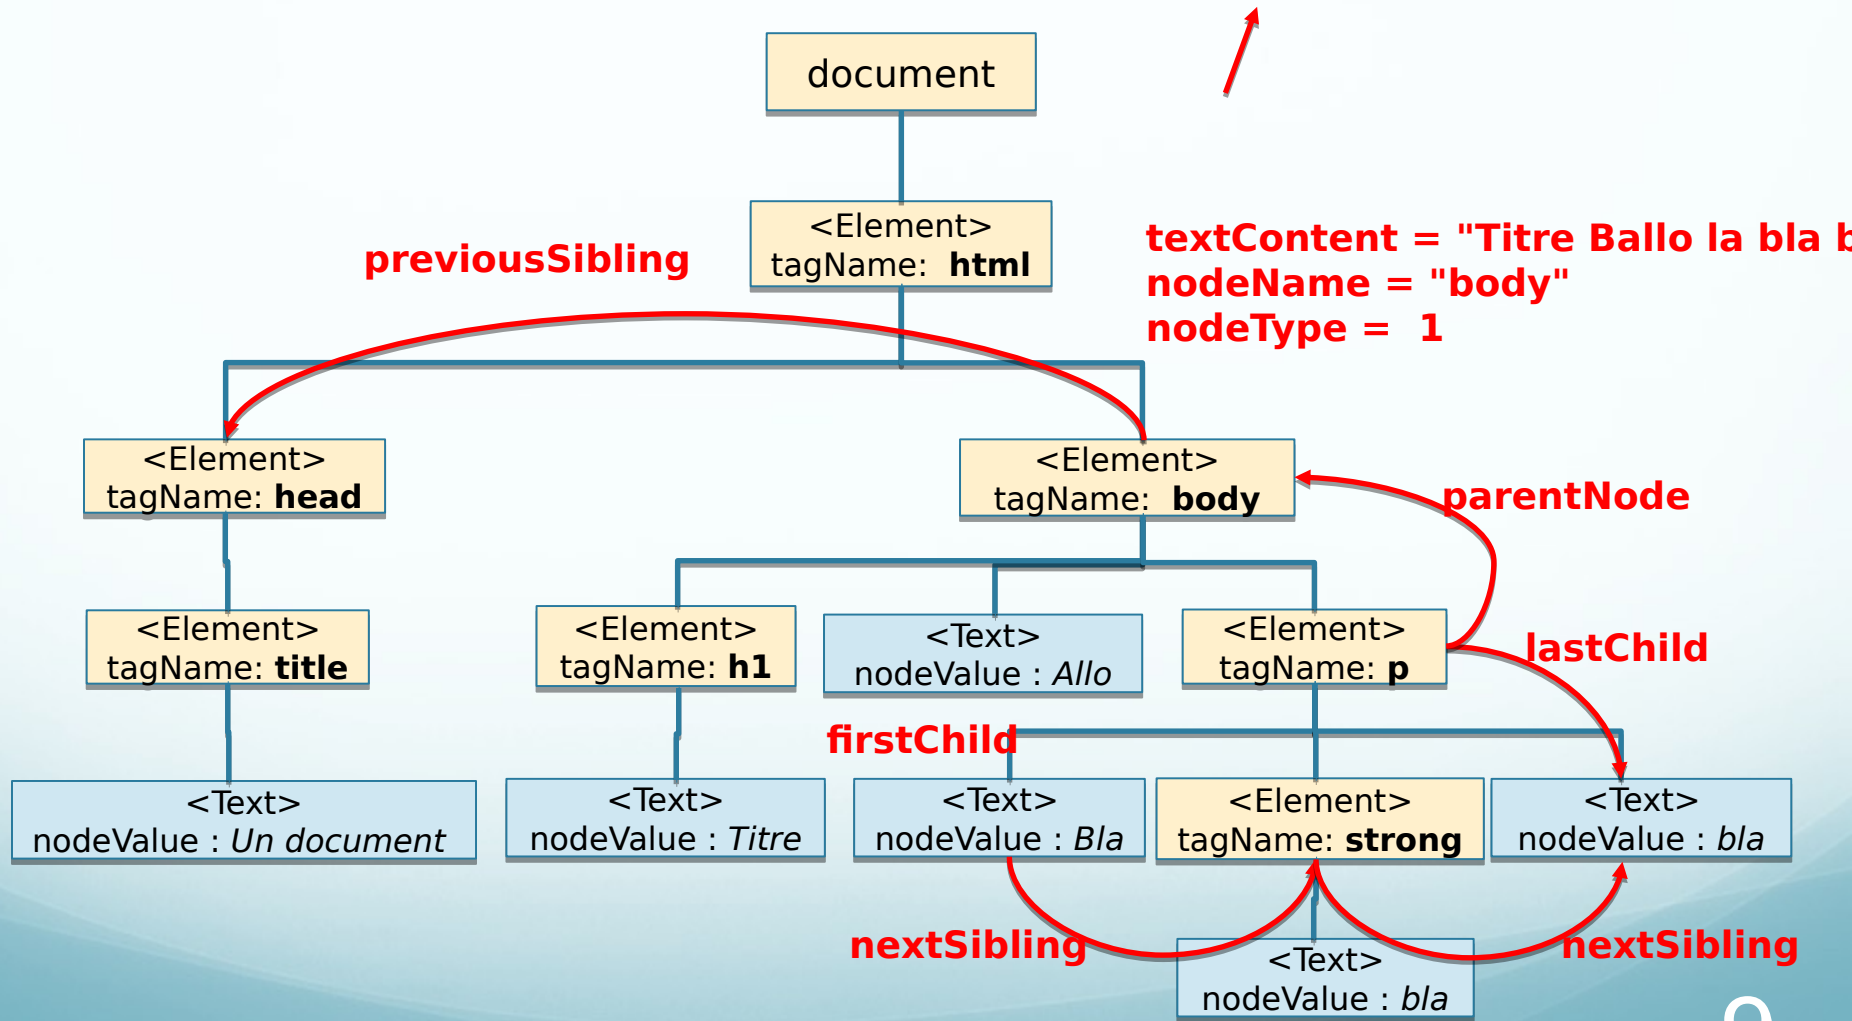 document
<Element>
tagName: html
previousSibling
textContent = "Titre Ballo la bla b
nodeName = "body"
nodeType = 1
<Element>
tagName: head
<Element>
tagName: body
parentNode
<Element>
tagName: title
<Element>
tagName: h1
<Text>
nodeValue : Allo
<Element>
tagName: p
lastChild
firstChild
<Text>
nodeValue : Un document
<Text>
nodeValue : Titre
<Text>
nodeValue : Bla
<Element>
tagName: strong
<Text>
nodeValue : bla
nextSibling
nextSibling
<Text>
nodeValue : bla